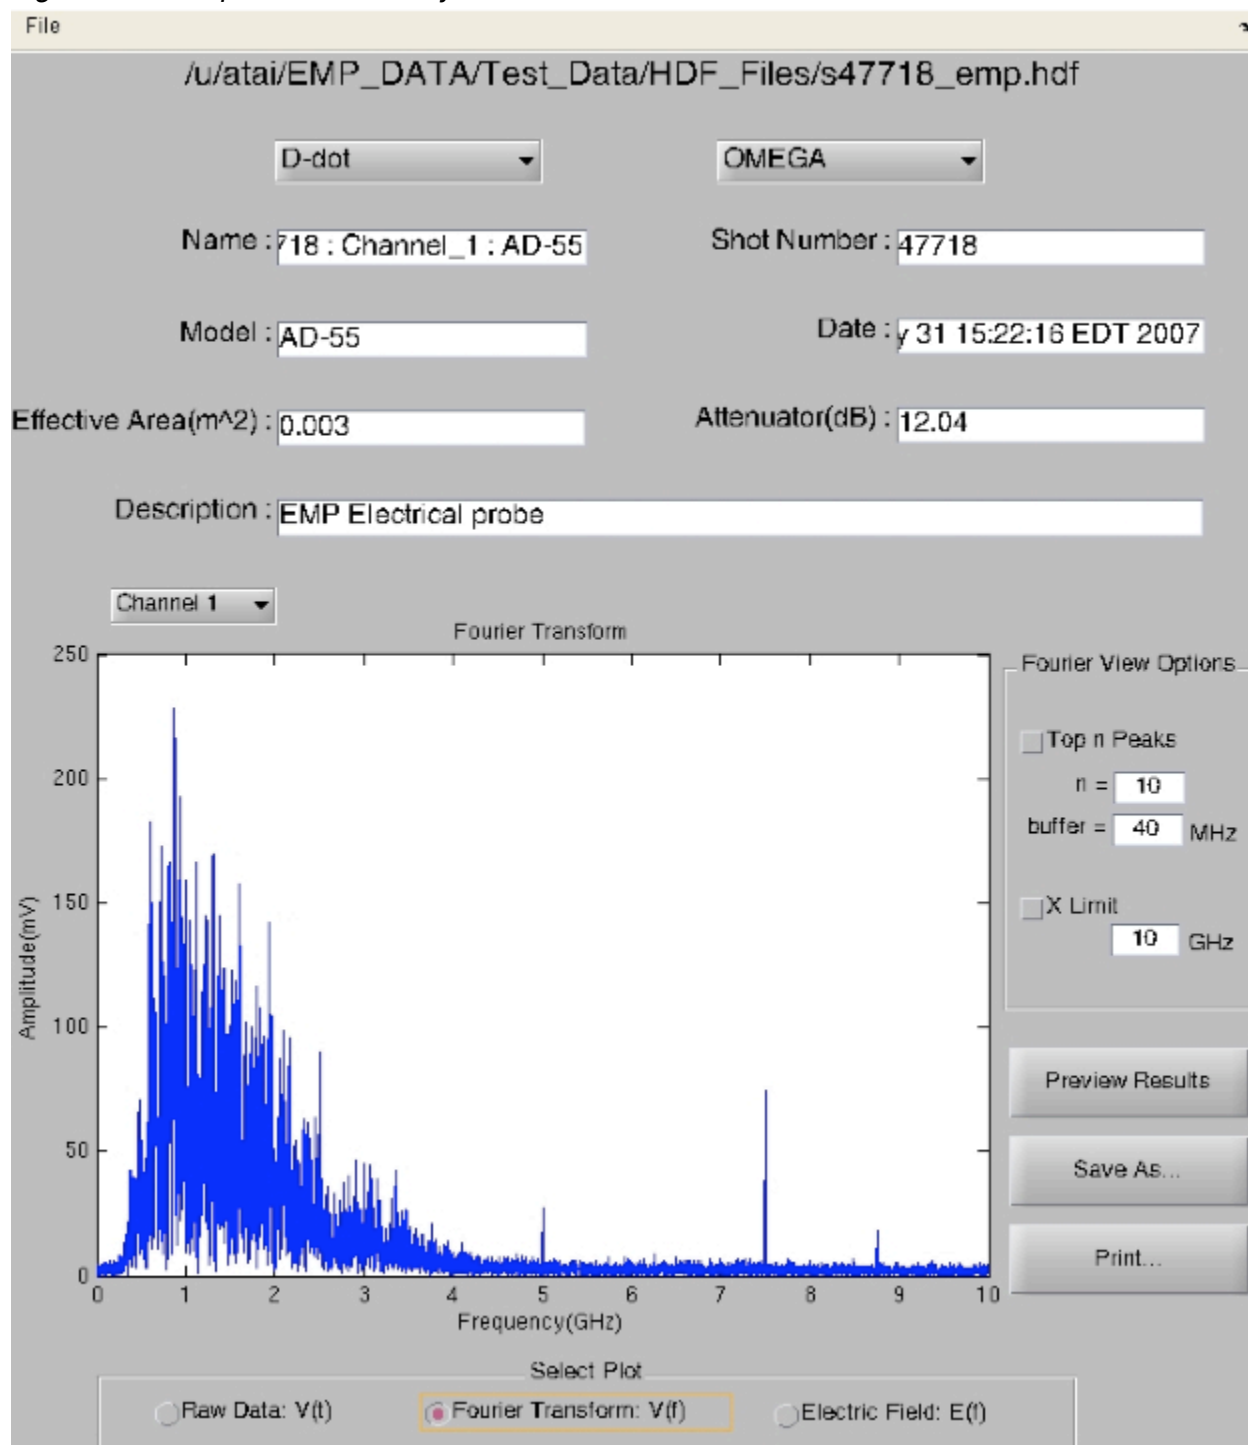 File
/u/atai/EMP_DATA/Test_Data/HDF_Files/s47718_emp.hdf
D-dot OMEGA
Name : 718 : Channel_1 : AD-55 Shot Number : 47718
Model : AD-55 Date : y 31 15:22:16 EDT 2007
Effective Area(m^2) : 0.003 Attenuator(dB) : 12.04
Description : EMP Electrical probe
Channel 1
Fourier Transform
250
200
150
100
50
0
Amplitude(mV)
0 1 2 3 4 5 6 7 8 9 10
Frequency(GHz)
Fourier View Options
Top n Peaks
n = 10
buffer = 40 MHz
X Limit
10 GHz
Preview Results
Save As...
Print...
Select Plot
Raw Data: V(t) Fourier Transform: V(f) Electric Field: E(f)